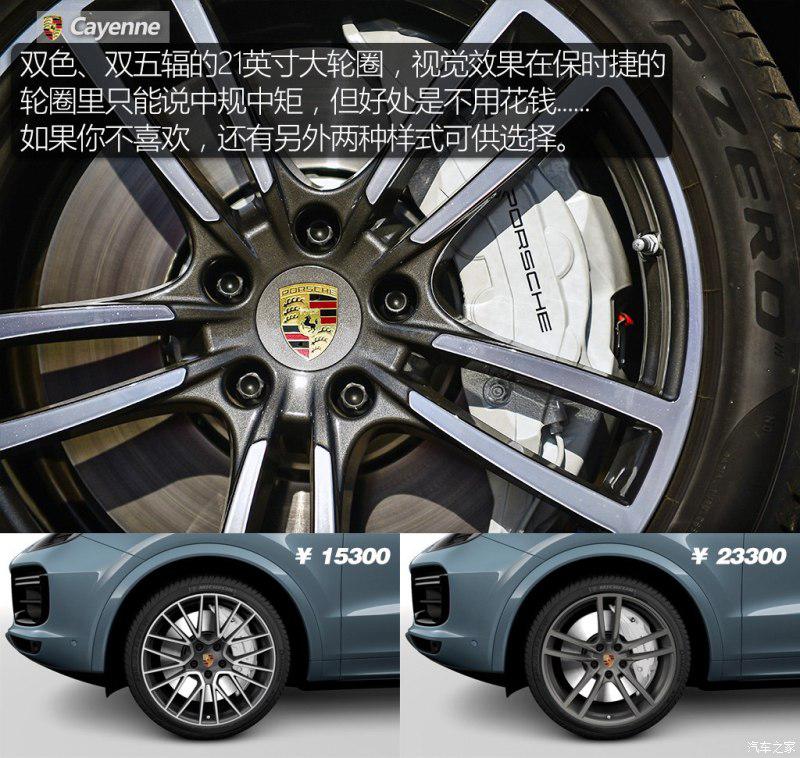 Cayenne
双色、双五辐的21英寸大轮圈，视觉效果在保时捷的
轮圈里只能说中规中矩，但好处是不用花钱......
如果你不喜欢，还有另外两种样式可供选择。
P ZERO
PORSCHE
PORSCHE
¥ 15300
¥ 23300
MICHELIN
汽车之家